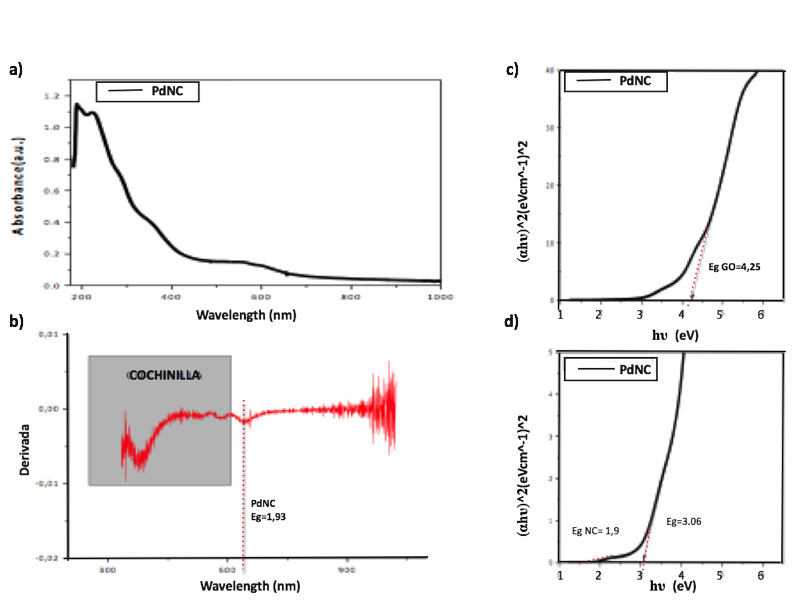 a)
PdNC
Absorbance(a.u.)
1.2
1.0
0.8
0.6
0.4
0.2
0.0
200
400
600
800
1000
Wavelength (nm)
b)
0,01
0,00
-0,01
-0,02
Derivada
COCHINILLA
PdNC
Eg=1,93
300
600
900
Wavelength (nm)
c)
PdNC
(αhυ)^2(eVcm^-1)^2
40
30
20
10
0
Eg GO=4,25
1
2
3
4
5
6
hυ (eV)
d)
PdNC
(αhυ)^2(eVcm^-1)^2
5
4
3
2
1
0
Eg NC= 1,9
Eg=3.06
1
2
3
4
5
6
hυ (eV)